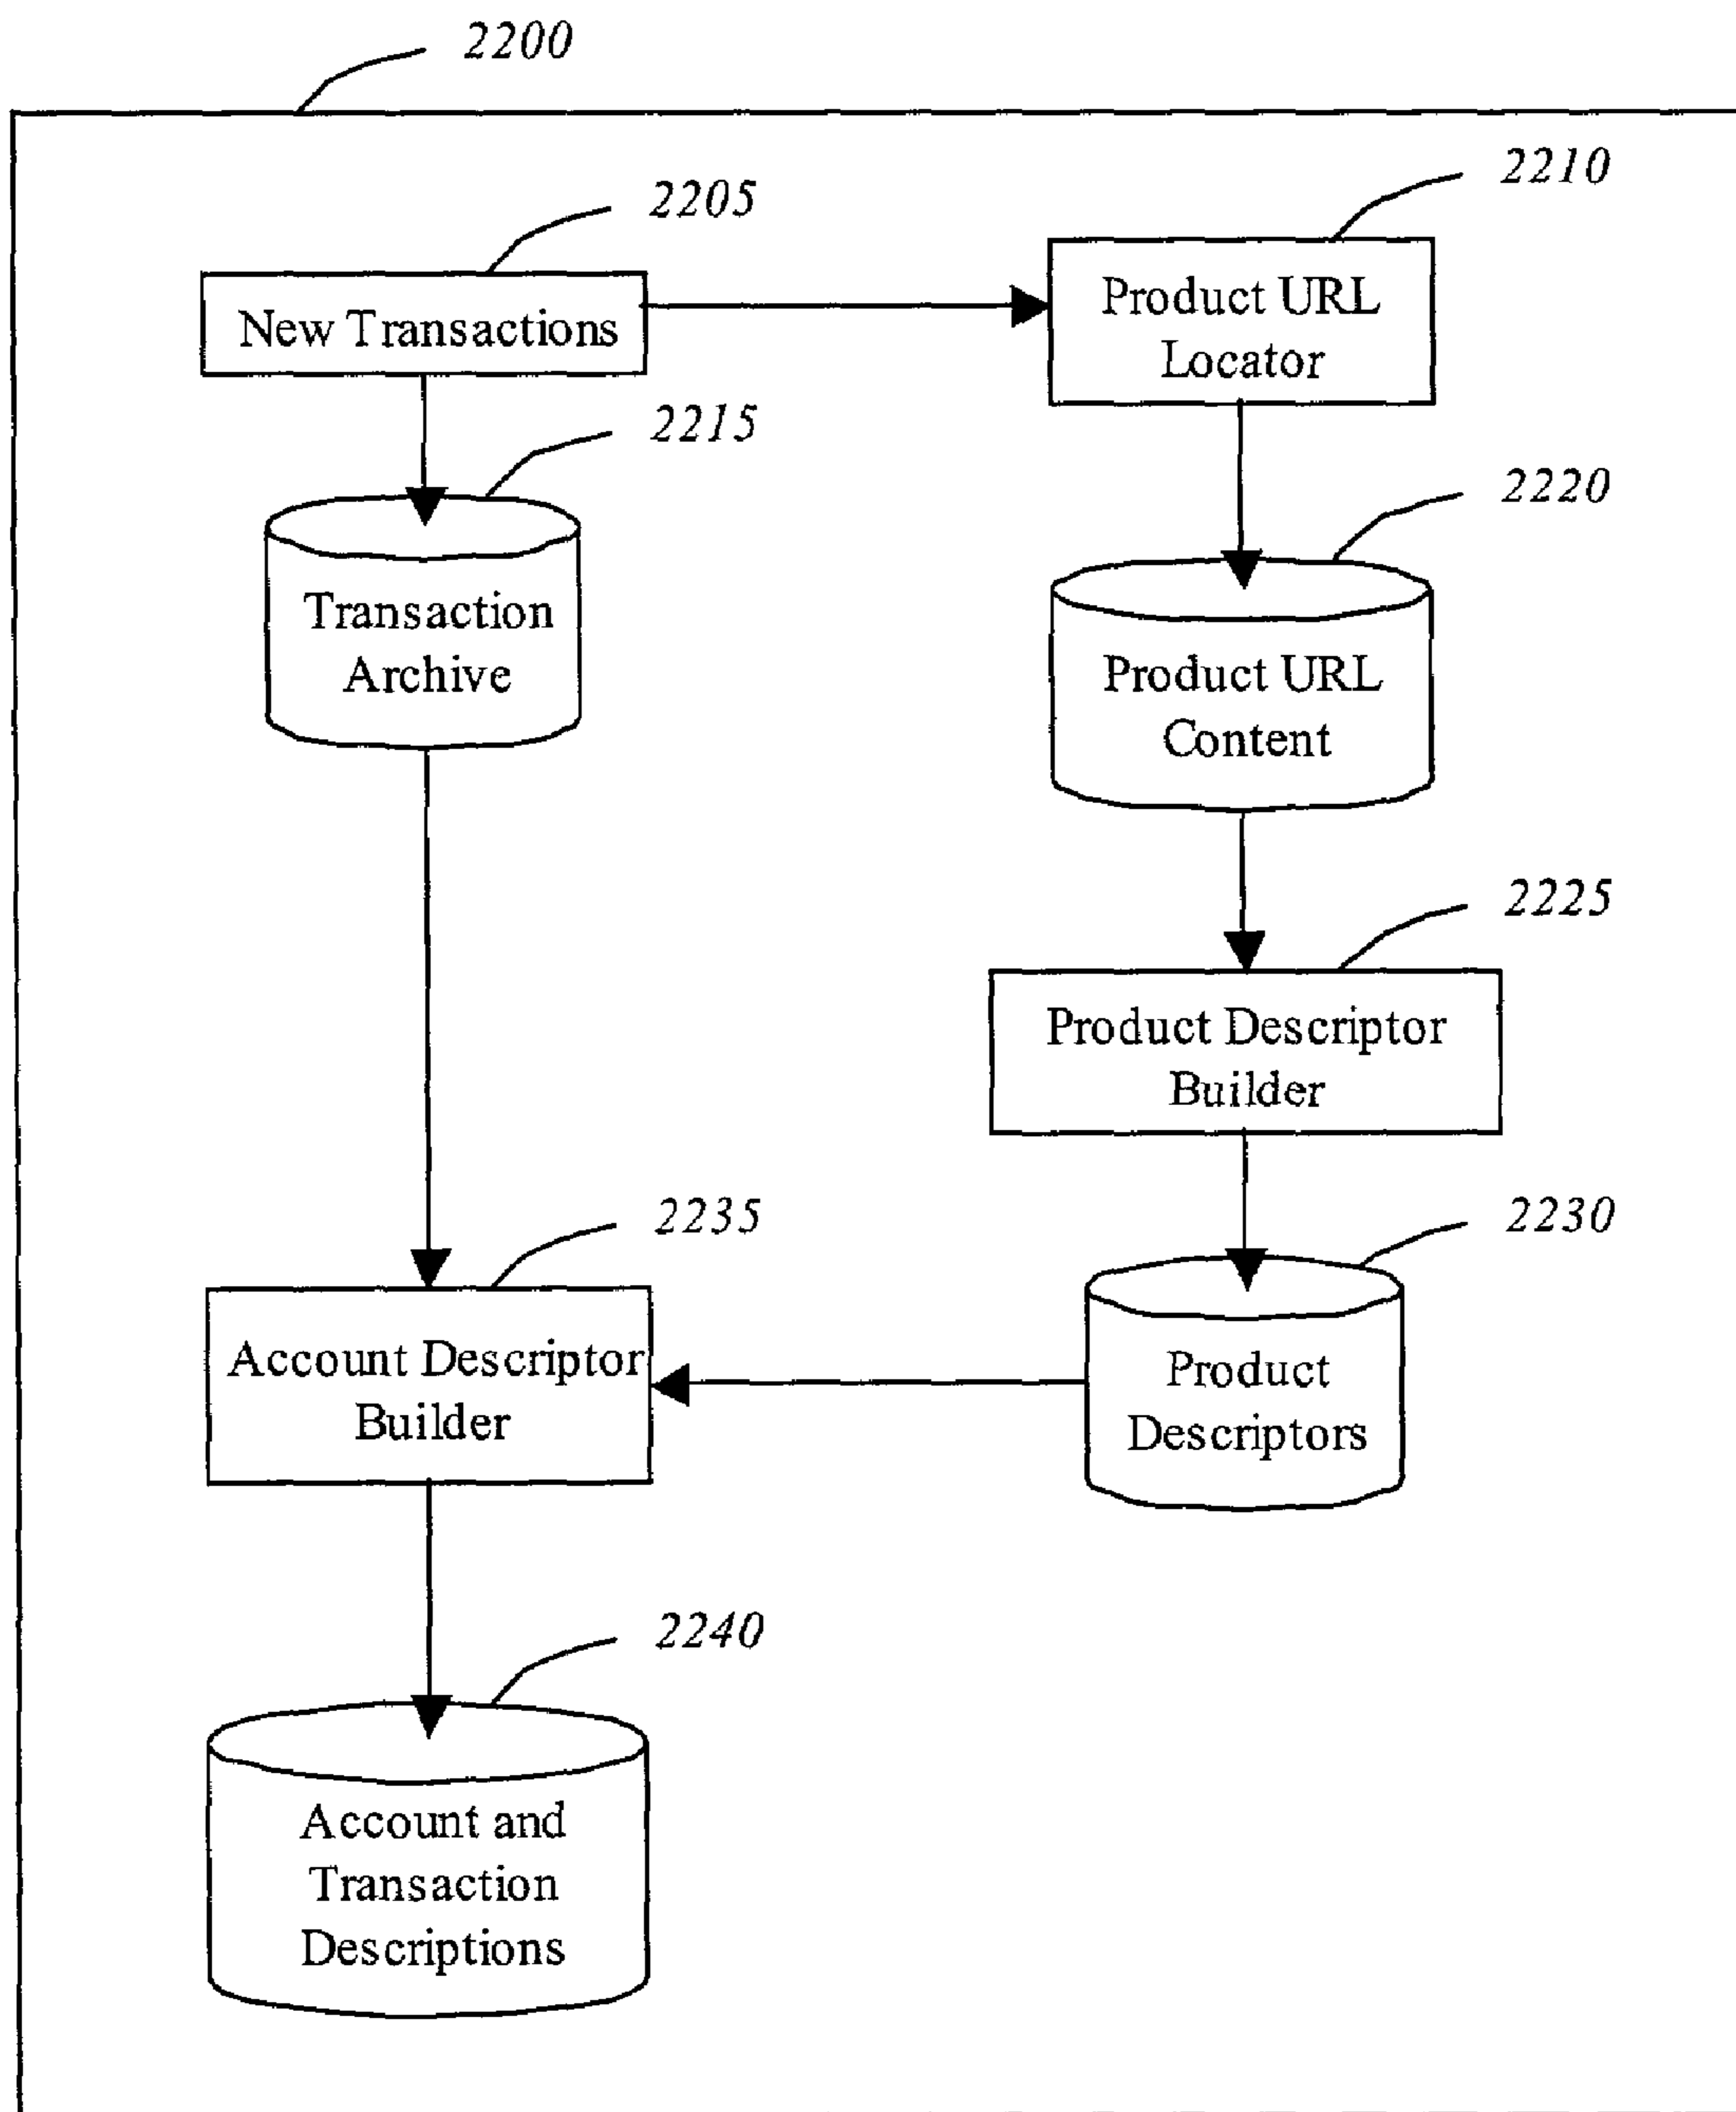 2200
2205
2210
New Transactions
Product URL
Locator
2215
2220
Transaction
Archive
Product URL
Content
2225
Product Descriptor
Builder
2235
2230
Account Descriptor
Builder
Product
Descriptors
2240
Account and
Transaction
Descriptions